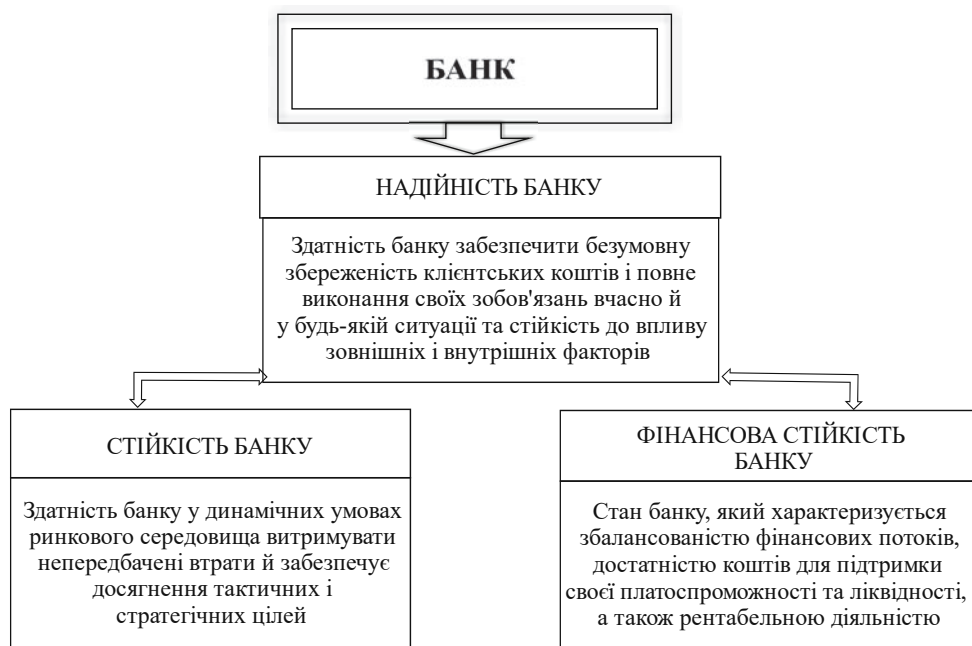 БАНК
НАДІЙНІСТЬ БАНКУ
Здатність банку забезпечити безумовну
збереженість клієнтських коштів і повне
виконання своїх зобов'язань вчасно й
у будь-якій ситуації та стійкість до впливу
зовнішніх і внутрішніх факторів
СТІЙКІСТЬ БАНКУ
Здатність банку у динамічних умовах
ринкового середовища витримувати
непередбачені втрати й забезпечує
досягнення тактичних і
стратегічних цілей
ФІНАНСОВА СТІЙКІСТЬ
БАНКУ
Стан банку, який характеризується
збалансованістю фінансових потоків,
достатністю коштів для підтримки
своєї платоспроможності та ліквідності,
а також рентабельною діяльністю